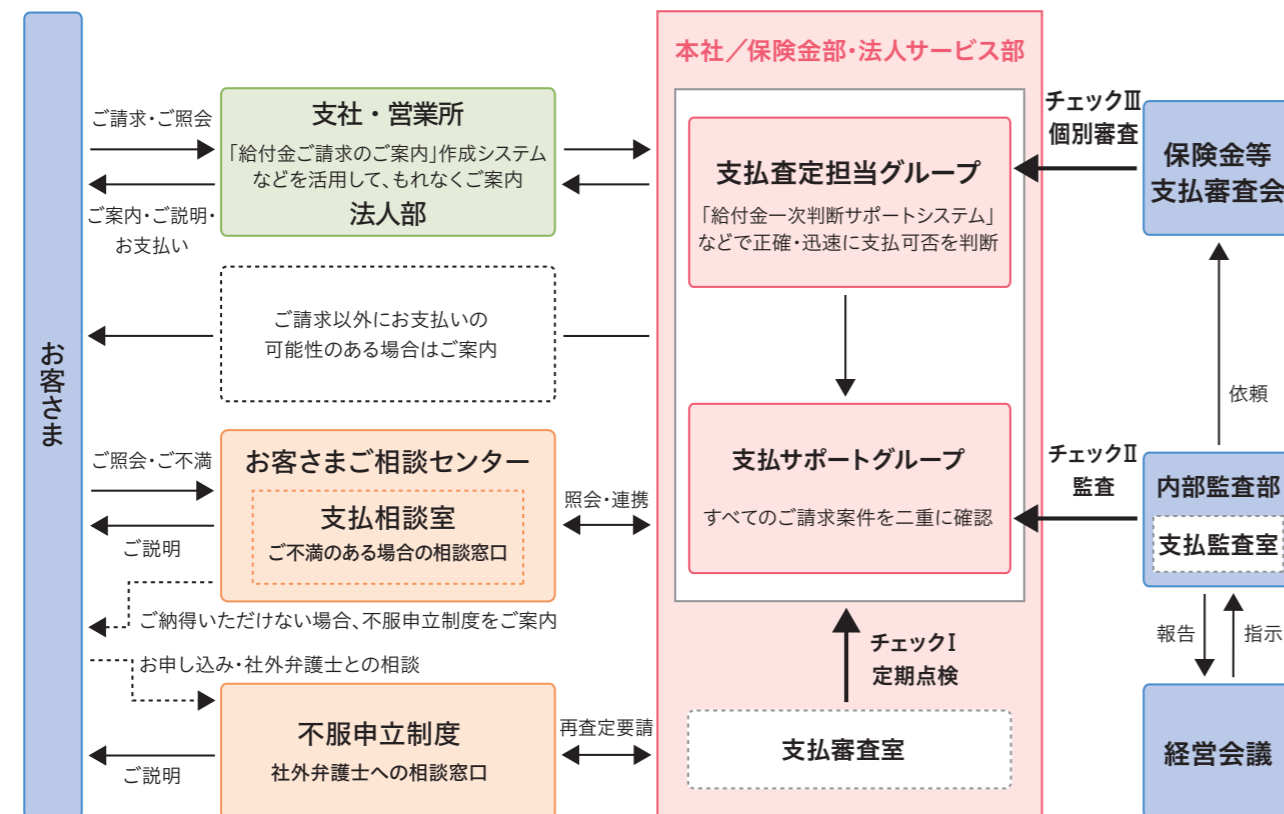 お客さま
ご請求・ご照会
ご案内・ご説明・
お支払い
支社・営業所
「給付金ご請求のご案内」作成システム
などを活用して、もれなくご案内
法人部
ご請求以外にお支払いの
可能性のある場合はご案内
ご照会・ご不満
ご説明
お客さまご相談センター
支払相談室
ご不満のある場合の相談窓口
照会・連携
ご納得いただけない場合、不服申立制度をご案内
お申し込み・社外弁護士との相談
ご説明
不服申立制度
社外弁護士への相談窓口
再査定要請
本社／保険金部・法人サービス部
支払査定担当グループ
「給付金一次判断サポートシステム」
などで正確・迅速に支払可否を判断
支払サポートグループ
すべてのご請求案件を二重に確認
チェックⅠ
定期点検
支払審査室
チェックⅢ
個別審査
保険金等
支払審査会
依頼
チェックⅡ
監査
内部監査部
支払監査室
報告
指示
経営会議